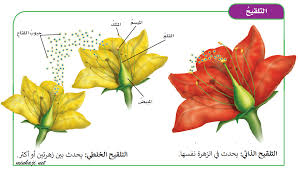 التلقيح
حبوب اللقاح
الميسم
المتك
القلم
المبيض
التلقيح الذاتي: يحدث في الزهرة نفسها.
التلقيح الخلطي: يحدث بين زهرتين أو أكثر.